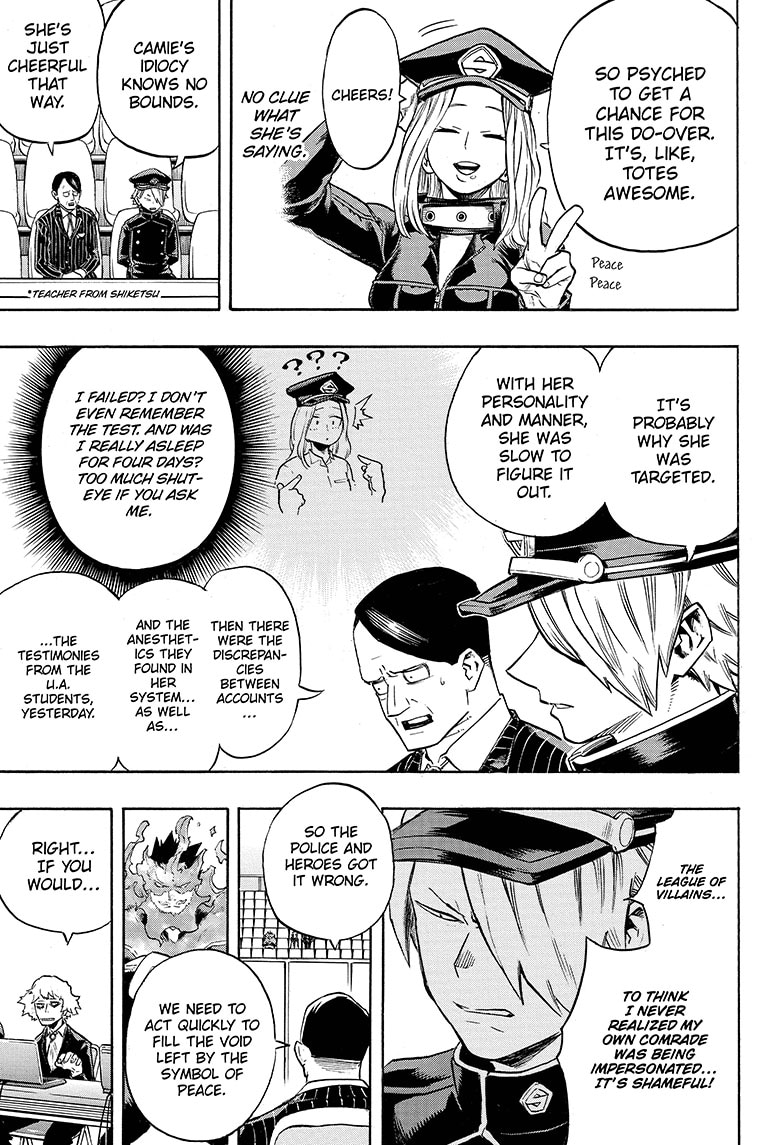 SO PSYCHED
TO GET A
CHANCE FOR
THIS DO-OVER.
IT'S, LIKE,
TOTES
AWESOME.
CHEERS!
NO CLUE
WHAT
SHE'S
SAYING.
Peace
Peace
CAMIE'S
IDIOCY
KNOWS NO
BOUNDS.
SHE'S
JUST
CHEERFUL
THAT
WAY.
*TEACHER FROM SHIKETSU
IT'S
PROBABLY
WHY SHE
WAS
TARGETED.
WITH HER
PERSONALITY
AND MANNER,
SHE WAS
SLOW TO
FIGURE IT
OUT.
???
I FAILED? I DON'T
EVEN REMEMBER
THE TEST. AND WAS
I REALLY ASLEEP
FOR FOUR DAYS?
TOO MUCH SHUT-
EYE IF YOU ASK
ME.
THEN THERE
WERE THE
DISCREPAN-
CIES
BETWEEN
ACCOUNTS
...
AND THE
ANESTHET-
ICS THEY
FOUND IN
HER
SYSTEM...
AS WELL
AS...
...THE
TESTIMONIES
FROM THE
U.A.
STUDENTS,
YESTERDAY.
THE
LEAGUE OF
VILLAINS...
TO THINK
I NEVER
REALIZED MY
OWN COMRADE
WAS BEING
IMPERSONATED...
IT'S SHAMEFUL!
SO THE
POLICE AND
HEROES GOT
IT WRONG.
WE NEED TO
ACT QUICKLY TO
FILL THE VOID
LEFT BY THE
SYMBOL OF
PEACE.
RIGHT...
IF YOU
WOULD...